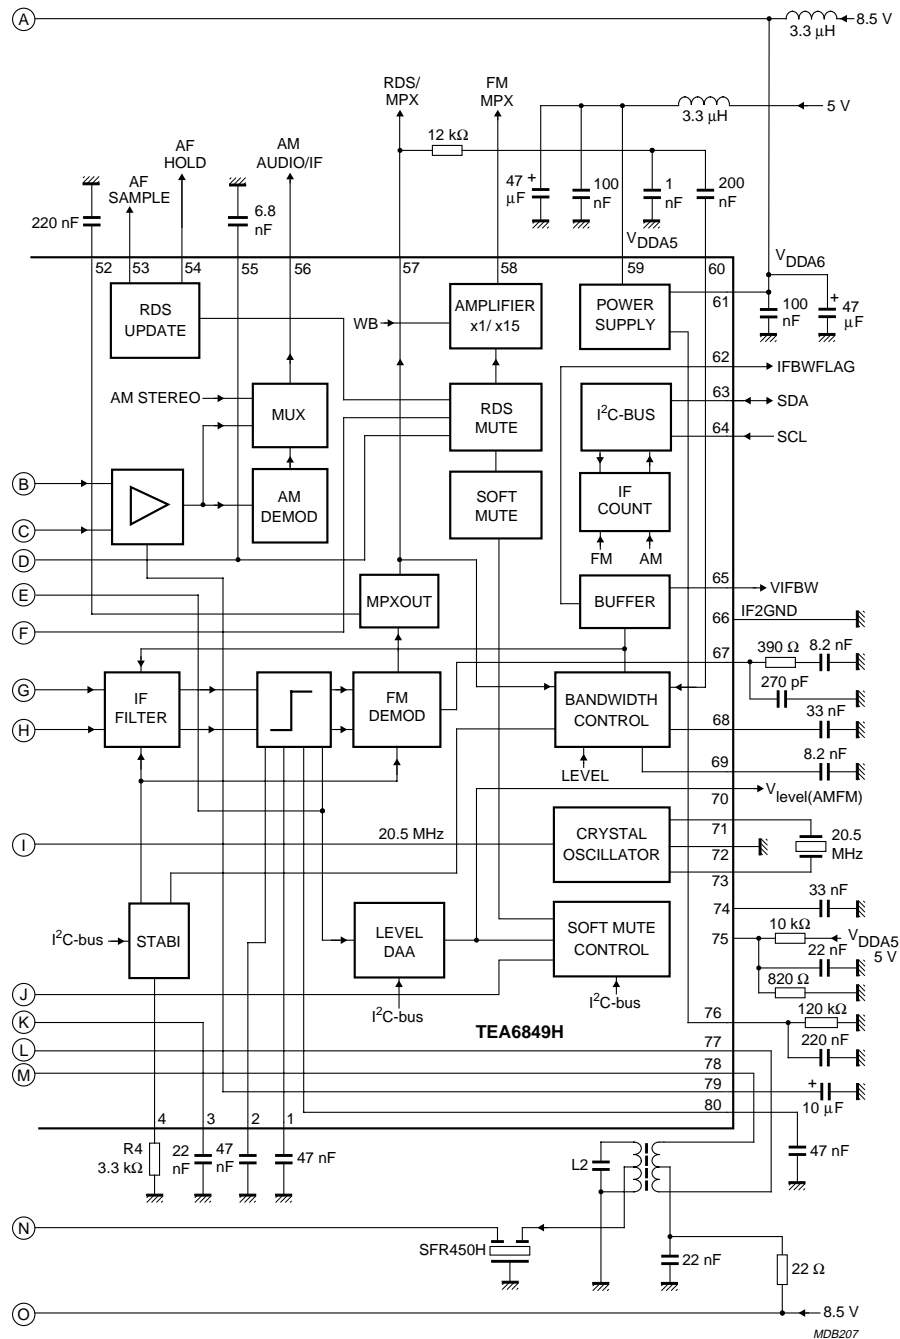 A
3.3 μH
8.5 V
RDS/
MPX
FM
MPX
3.3 μH
5 V
12 kΩ
AF
HOLD
AM
AUDIO/IF
AF
SAMPLE
220 nF
6.8
nF
47
μF
+
100
nF
1
nF
200
nF
VDDA5
VDDA6
52
53
54
55
56
57
58
59
60
61
RDS
UPDATE
WB
AMPLIFIER
x1/ x15
POWER
SUPPLY
100
nF
+
47
μF
62
IFBWFLAG
AM STEREO
MUX
RDS
MUTE
I2C-BUS
63
SDA
64
SCL
B
C
AM
DEMOD
SOFT
MUTE
IF
COUNT
FM
AM
D
E
F
MPXOUT
BUFFER
65
VIFBW
66
IF2GND
67
390 Ω
8.2 nF
270 pF
G
H
IF
FILTER
FM
DEMOD
BANDWIDTH
CONTROL
68
33 nF
69
8.2 nF
LEVEL
70
Vlevel(AMFM)
I
20.5 MHz
CRYSTAL
OSCILLATOR
71
72
73
20.5
MHz
74
33 nF
I2C-bus
STABI
LEVEL
DAA
SOFT MUTE
CONTROL
75
10 kΩ
VDDA5
5 V
22 nF
820 Ω
J
I2C-bus
I2C-bus
K
TEA6849H
76
120 kΩ
L
77
220 nF
M
78
79
+
10 μF
80
4
3
2
1
R4
3.3 kΩ
22
nF
47
nF
47 nF
L2
47 nF
N
SFR450H
22 nF
22 Ω
O
8.5 V
MDB207